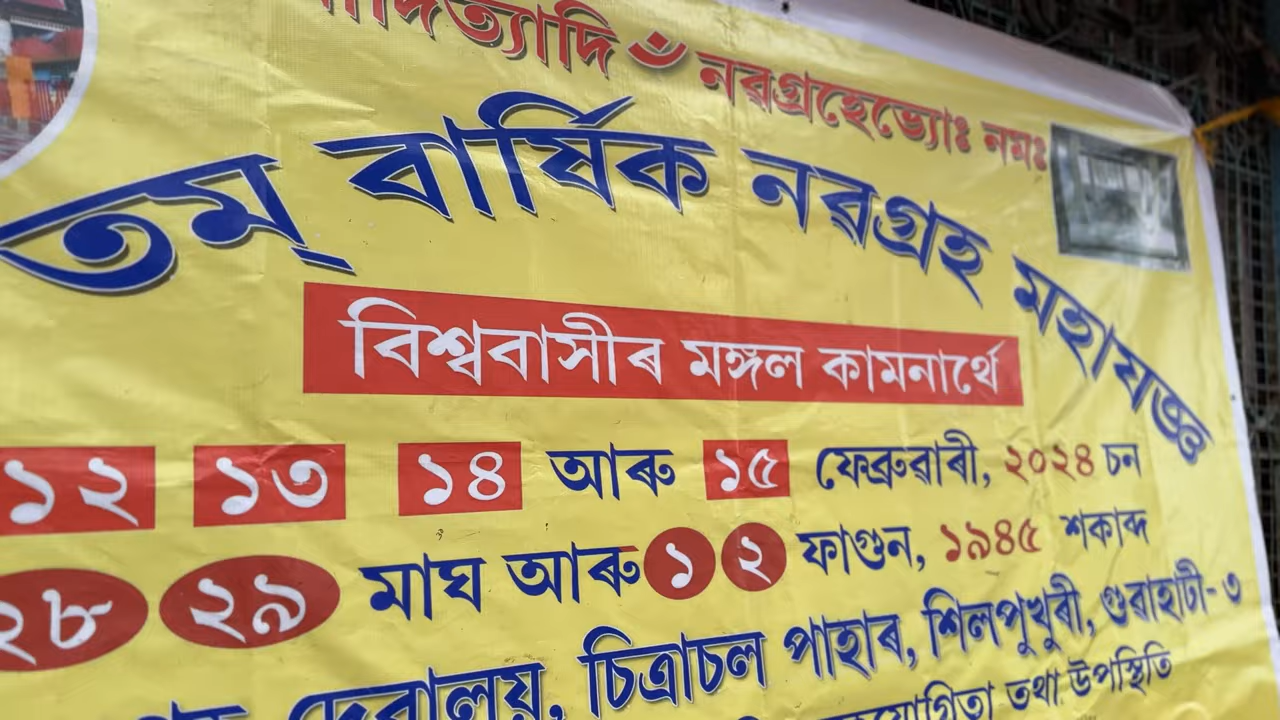 নৱগ্ৰহেভ্যোঃ নমঃ
তম্ বাৰ্ষিক নৱগ্ৰহ মহাযজ্ঞ
বিশ্ববাসীৰ মঙ্গল কামনাৰ্থে
১২ ১৩ ১৪ আৰু ১৫ ফেব্ৰুৱাৰী, ২০২৪ চন
২৮ ২৯ মাঘ আৰু ১ ২ ফাগুন, ১৯৪৫ শকাব্দ
দেৱালয়, চিত্ৰাচল পাহাৰ, শিলপুখুৰী, গুৱাহাটী- ৩
তথা উপস্থিতি